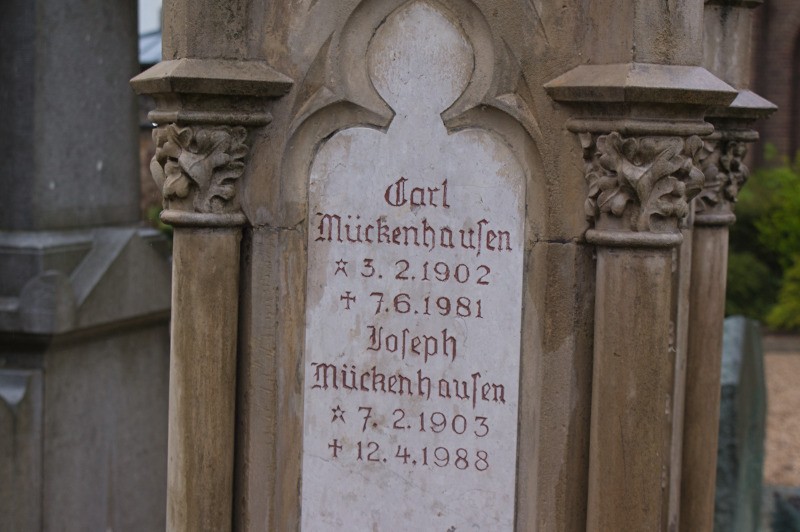 Carl
Mückenhauſen
☆ 3. 2. 1902
✝ 7.6.1981
Joſeph
Mückenhauſen
☆ 7. 2. 1903
✝ 12. 4. 1988